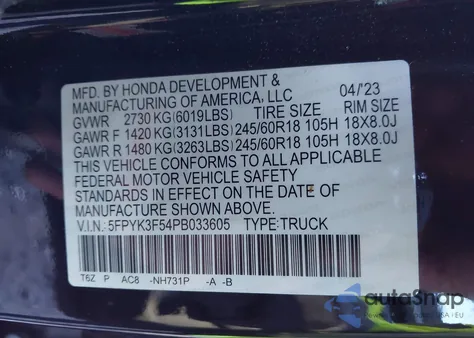 MFD. BY HONDA DEVELOPMENT &
MANUFACTURING OF AMERICA, LLC 04/23
GVWR 2730 KG(6019LBS) TIRE SIZE RIM SIZE
GAWR F 1420 KG(3131LBS) 245/60R18 105H 18X8.0J
GAWR R 1480 KG(3263LBS) 245/60R18 105H 18X8.0J
THIS VEHICLE CONFORMS TO ALL APPLICABLE
FEDERAL MOTOR VEHICLE SAFETY
STANDARDS IN EFFECT ON THE DATE OF
MANUFACTURE SHOWN ABOVE.
V.I.N.: 5FPYK3F54PB033605 TYPE:TRUCK
T6Z P AC8 -NH731P -A -B
autoSnap